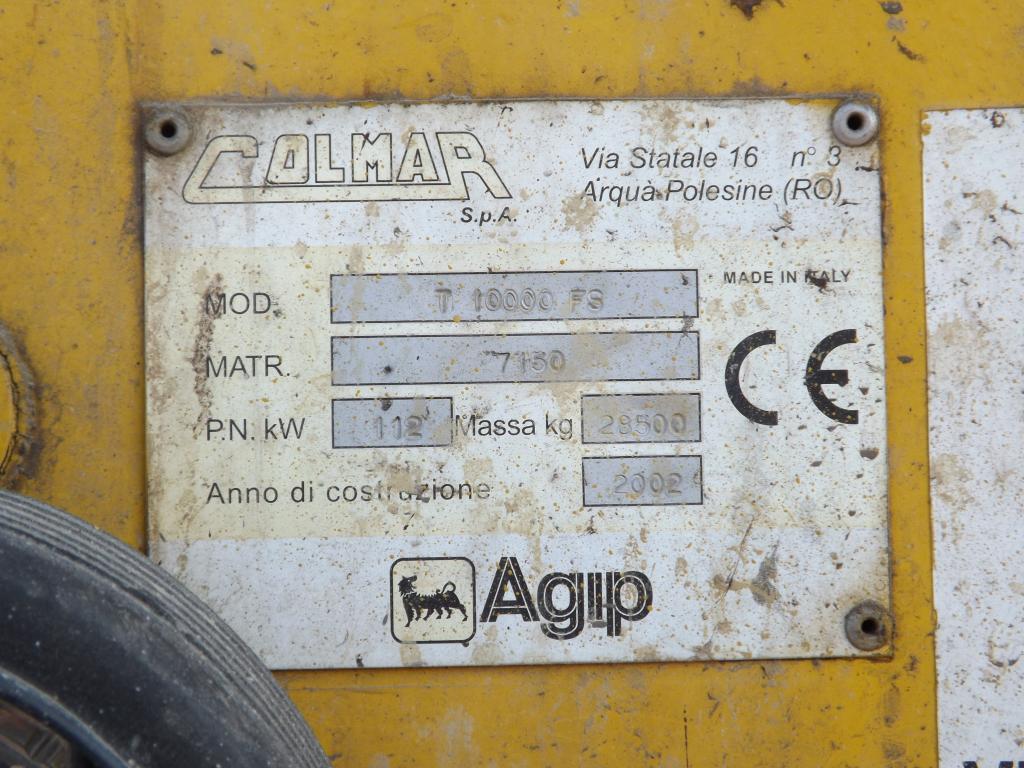 COLMAR
S.p.A.
Via Statale 16 n° 3
Arquà Polesine (RO)
MADE IN ITALY
MOD. T 10000 FS
MATR. 7150
P.N. kW 112 Massa kg 28500
Anno di costruzione 2002
CE
Agip